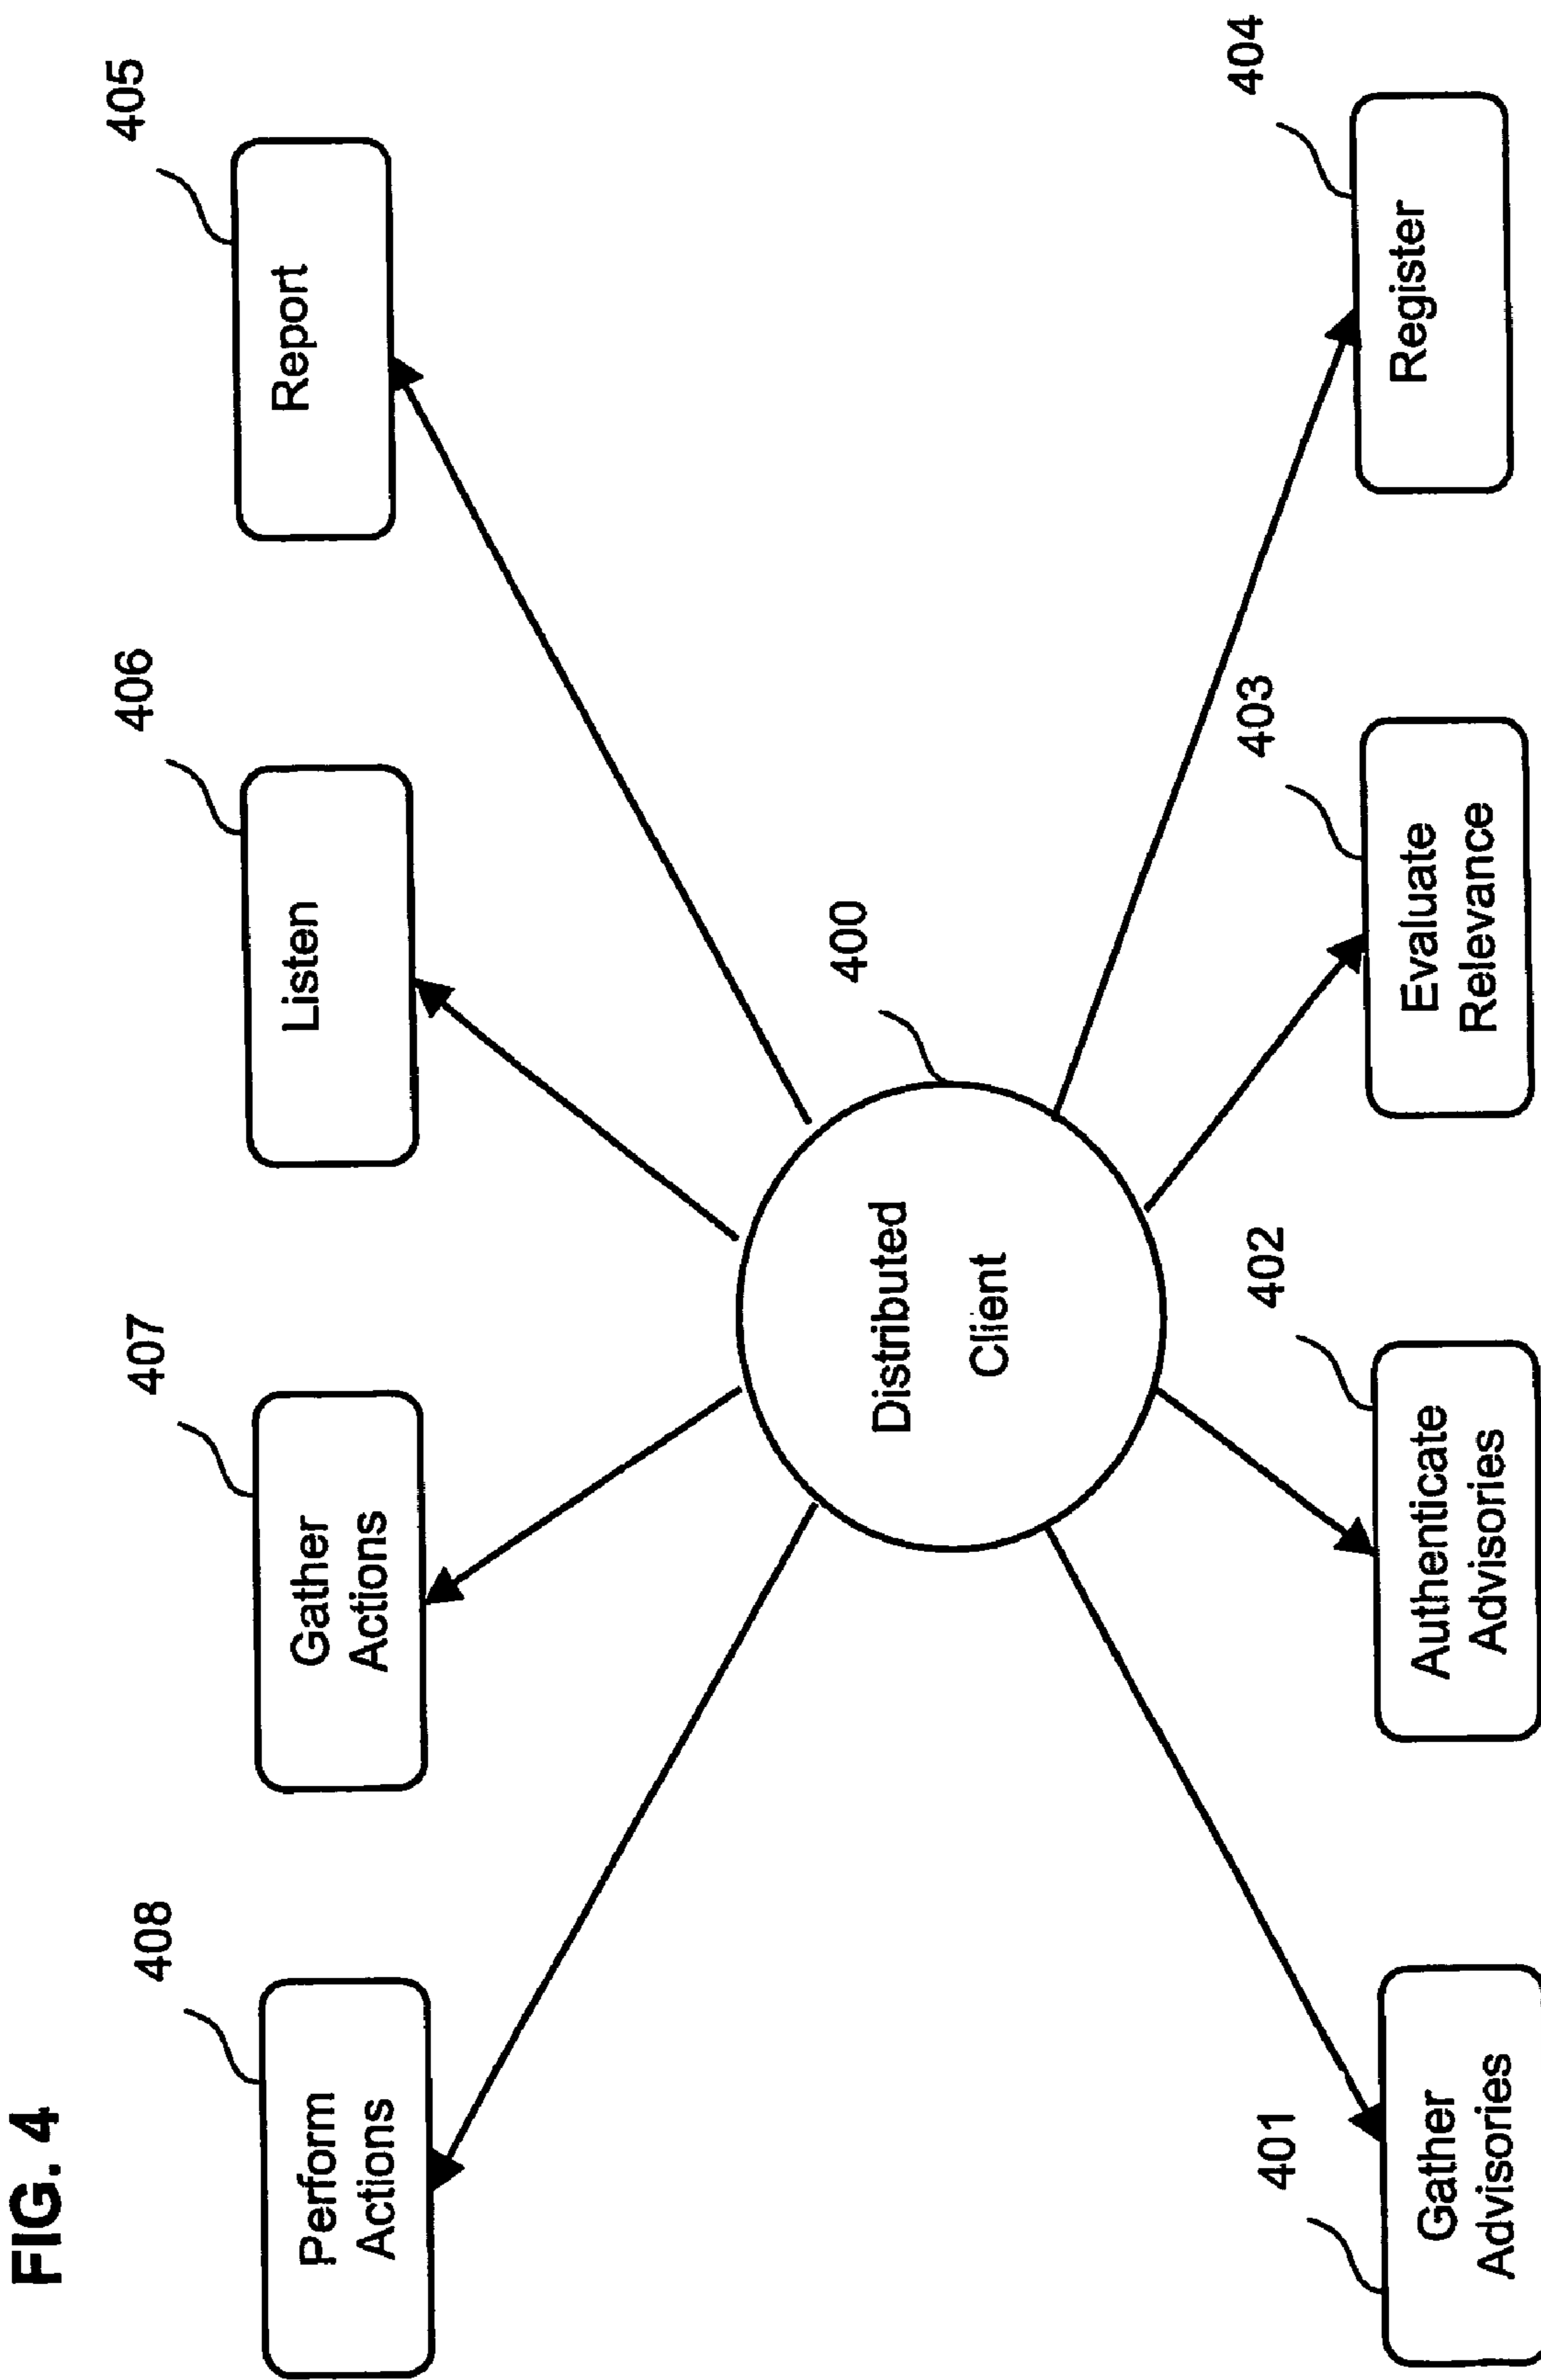 FIG. 4
408
407
406
405
Perform
Actions
Gather
Actions
Listen
Report
400
Distributed
Client
401
402
403
404
Gather
Advisories
Authenticate
Advisories
Evaluate
Relevance
Register